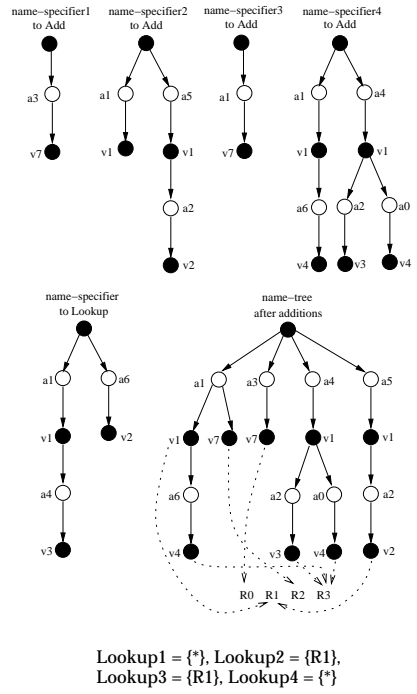 name−specifier1 name−specifier2 name−specifier3 name−specifier4
to Add to Add to Add to Add
a3 a1 a5 a1 a1 a4
v7 v1 v1 v7 v1 v1
a2 a6 a2 a0
v2 v4 v3 v4
name−specifier name−tree
to Lookup after additions
a1 a6 a1 a3 a4 a5
v1 v2 v1 v7 v7 v1 v1
a4 a6 a2 a0 a2
v3 v4 v3 v4 v2
R0 R1 R2 R3
Lookup1 = {*}, Lookup2 = {R1},
Lookup3 = {R1}, Lookup4 = {*}